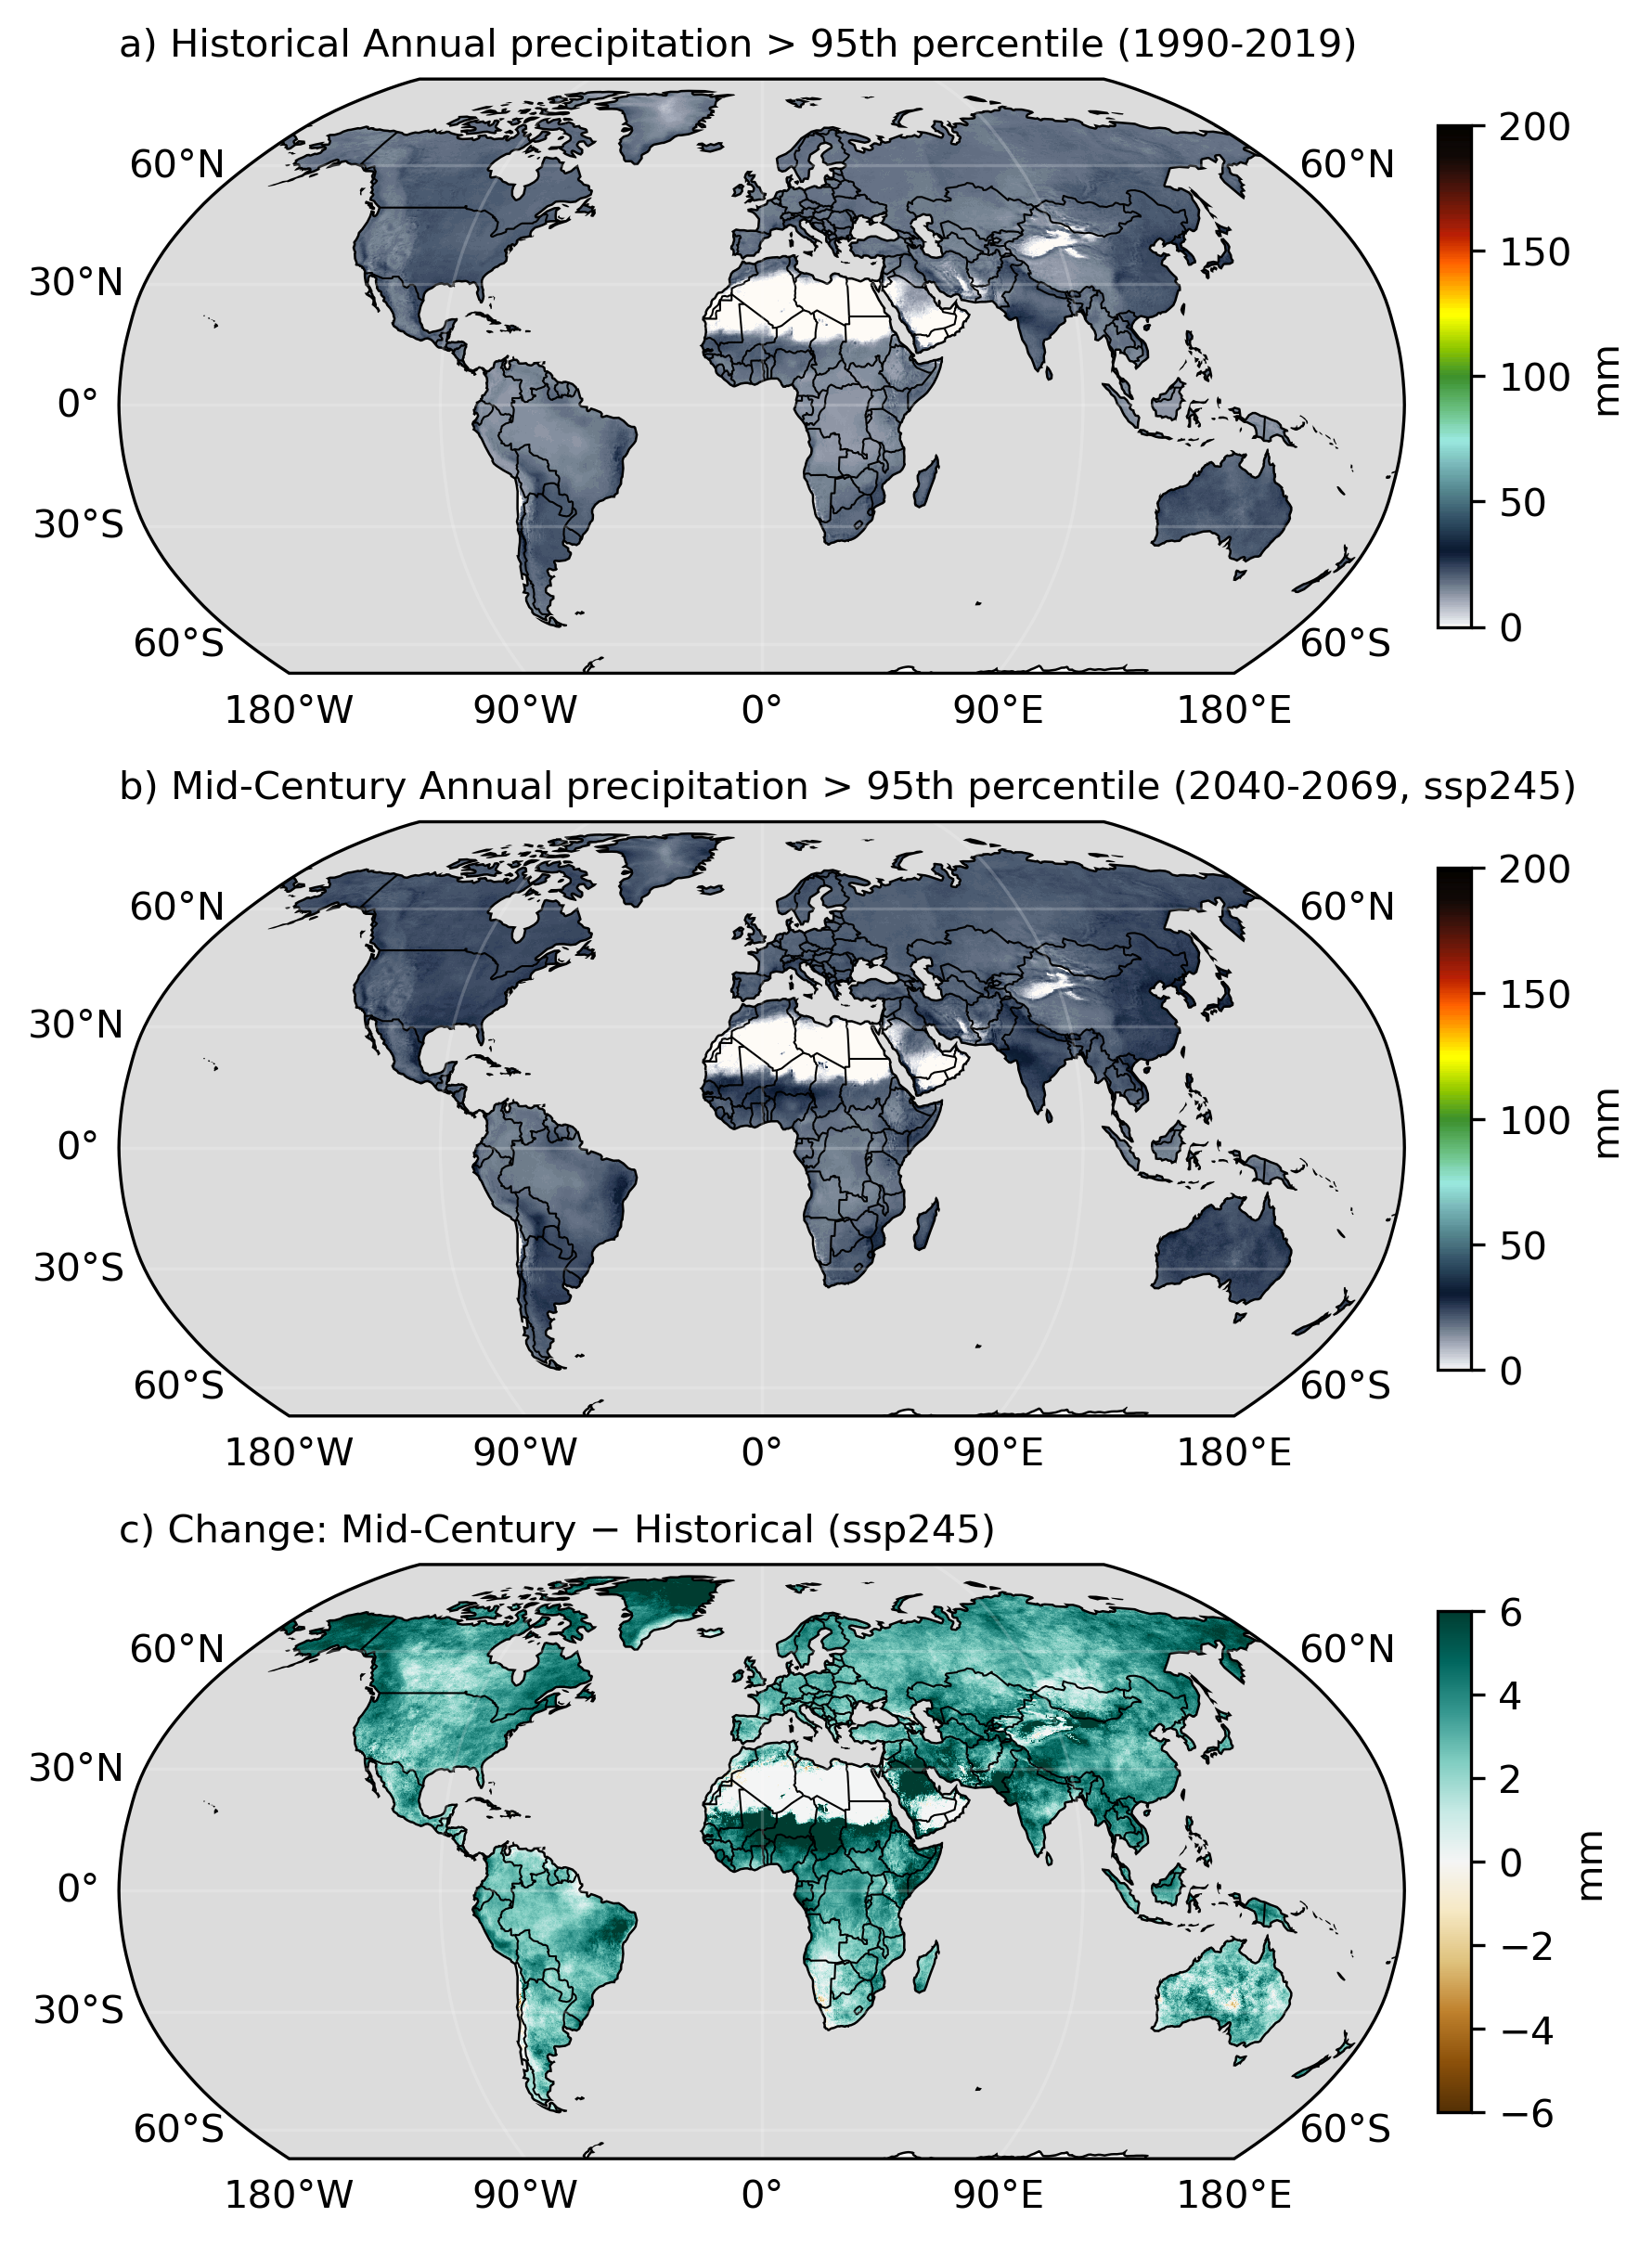 a) Historical Annual precipitation > 95th percentile (1990-2019)
60°N 60°N
30°N
0°
30°S
60°S 60°S
180°W 90°W 0° 90°E 180°E
200
150
100
50
0
mm
b) Mid-Century Annual precipitation > 95th percentile (2040-2069, ssp245)
60°N 60°N
30°N
0°
30°S
60°S 60°S
180°W 90°W 0° 90°E 180°E
200
150
100
50
0
mm
c) Change: Mid-Century − Historical (ssp245)
60°N 60°N
30°N
0°
30°S
60°S 60°S
180°W 90°W 0° 90°E 180°E
6
4
2
0
−2
−4
−6
mm